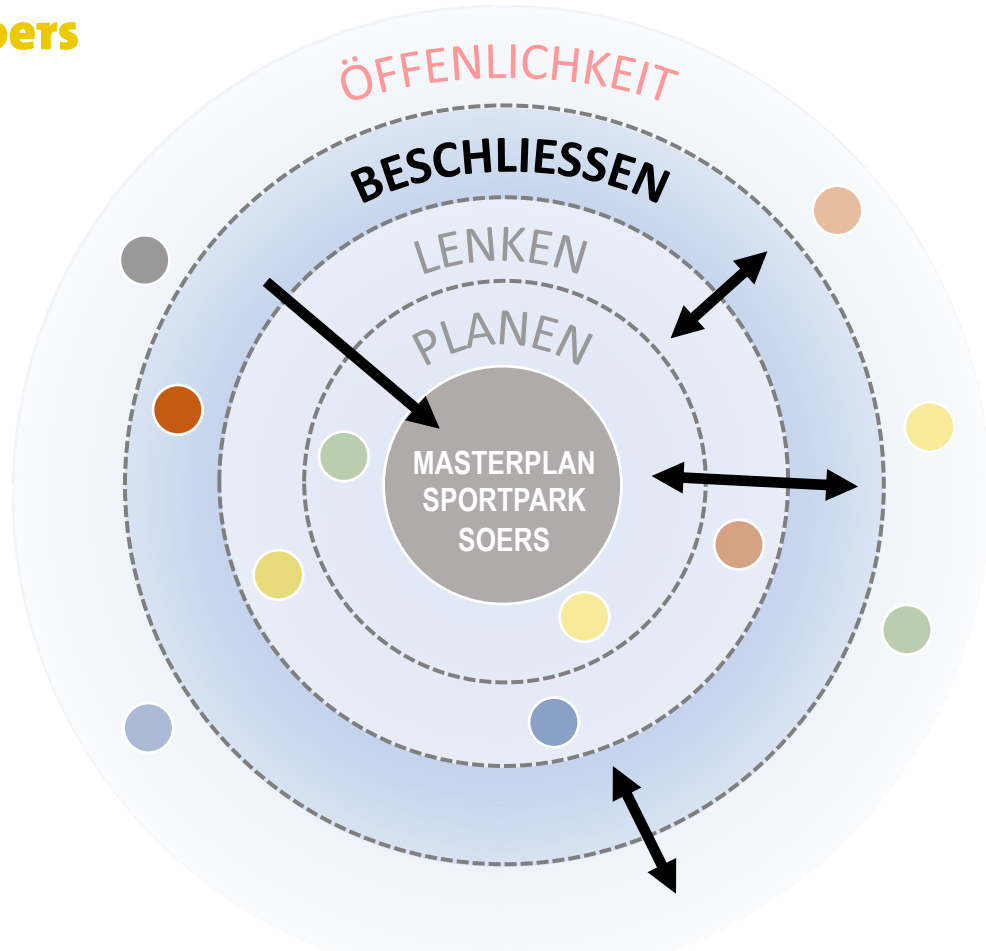 ÖFFENLICHKEIT
BESCHLIESSEN
LENKEN
PLANEN
MASTERPLAN
SPORTPARK
SOERS